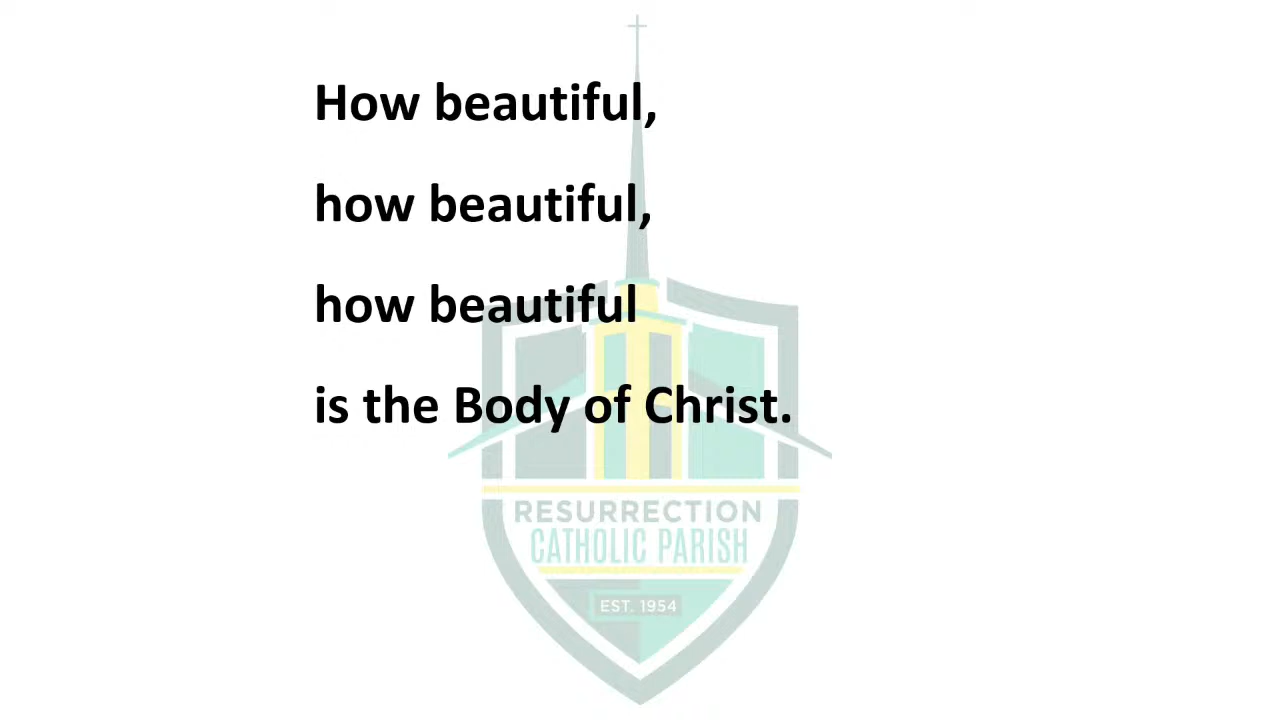 How beautiful,
how beautiful,
how beautiful
is the Body of Christ.
RESURRECTION
CATHOLIC PARISH
EST. 1954